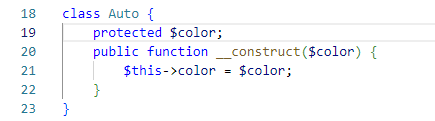 18 class Auto {
19     protected $color;
20     public function __construct($color) {
21         $this->color = $color;
22     }
23 }